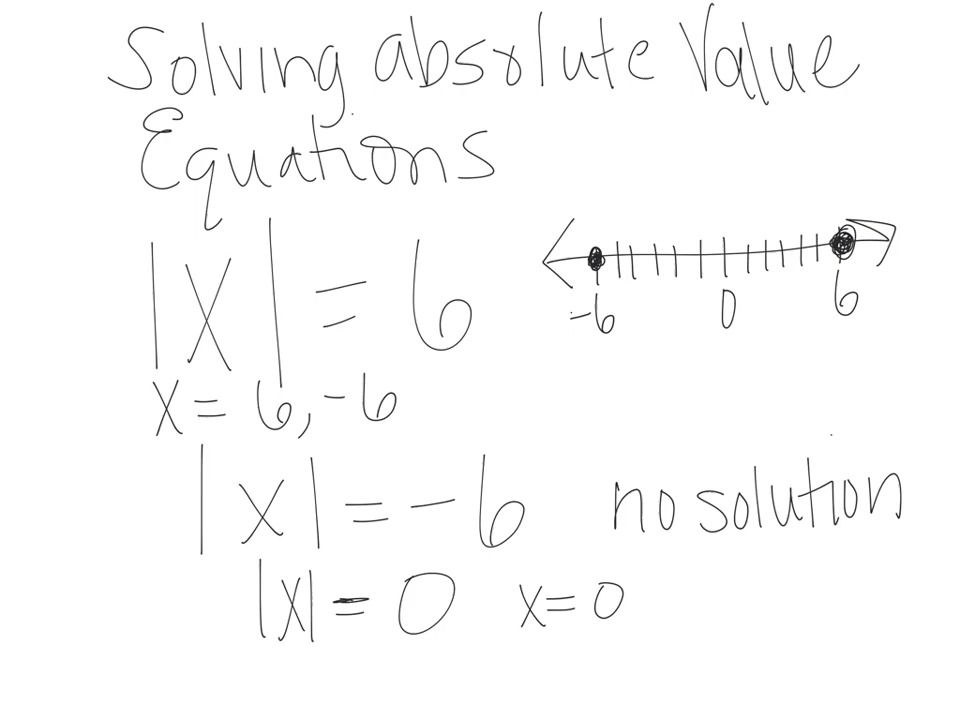 Solving absolute Value
Equations
|x| = 6
-6 0 6
x = 6, -6
|x| = -6 no solution
|x| = 0 x = 0